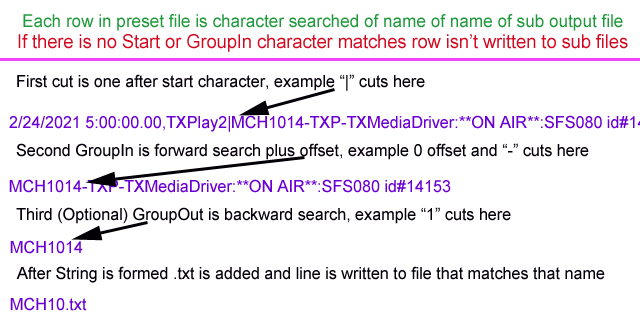 Each row in preset file is character searched of name of name of sub output file
If there is no Start or GroupIn character matches row isn't written to sub files
First cut is one after start character, example “|” cuts here
2/24/2021 5:00:00.00,TXPlay2|MCH1014-TXP-TXMediaDriver:**ON AIR**:SFS080 id#14
Second GroupIn is forward search plus offset, example 0 offset and “-” cuts here
MCH1014-TXP-TXMediaDriver:**ON AIR**:SFS080 id#14153
Third (Optional) GroupOut is backward search, example “1” cuts here
MCH1014
After String is formed .txt is added and line is written to file that matches that name
MCH10.txt